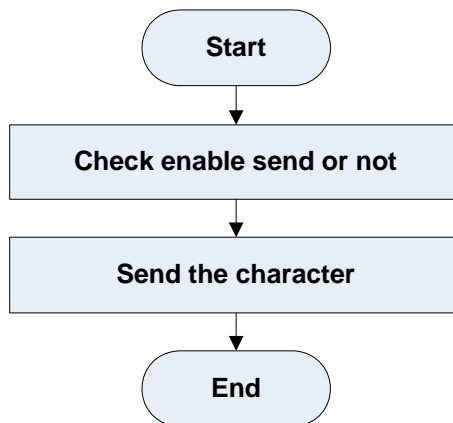 Start
Check enable send or not
Send the character
End